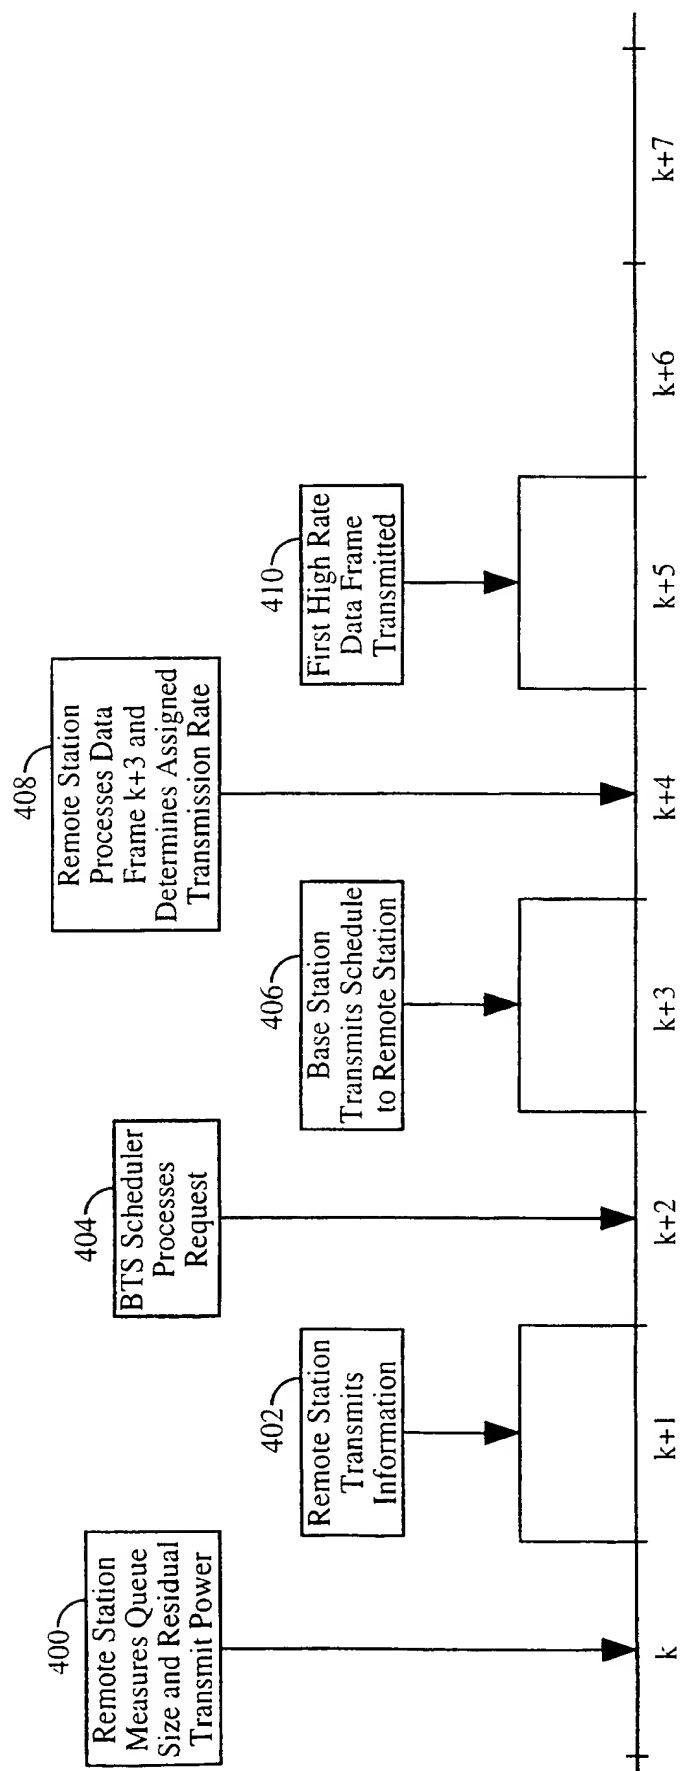 400
Remote Station
Measures Queue
Size and Residual
Transmit Power
402
Remote Station
Transmits
Information
404
BTS Scheduler
Processes
Request
406
Base Station
Transmits Schedule
to Remote Station
408
Remote Station
Processes Data
Frame k+3 and
Determines Assigned
Transmission Rate
410
First High Rate
Data Frame
Transmitted
k
k+1
k+2
k+3
k+4
k+5
k+6
k+7